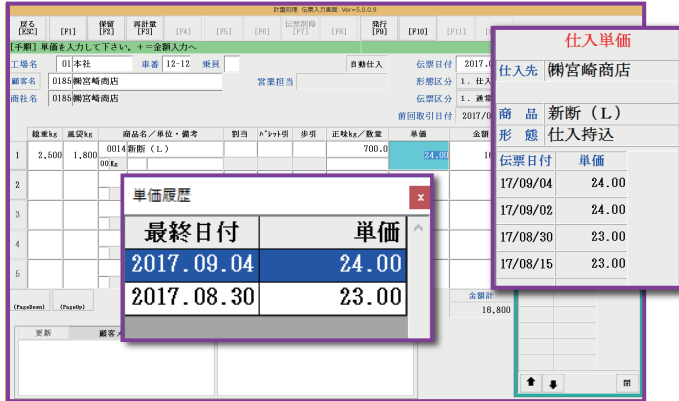 計量処理 伝票入力画面 Ver=5.0.0.9
戻る [ESC] [F1] 保留 [F2] 再計量 [F3] [F4] [F5] [F6] 伝票削除 [F7] [F8] 発行 [F9] [F10] [F11]
[手順] 単価を入力して下さい。+=金額入力へ
工場名 01 本社 車番 12-12 乗員 自動仕入 伝票日付 2017.0
顧客名 0185 ㈱宮崎商店 営業担当 形態区分 1. 仕入
商社名 0185 ㈱宮崎商店 伝票区分 1. 通常
前回取引日付 2017/0
総重kg 風袋kg 商品名/単位・備考 割当 ﾊﾟﾚｯﾄ引 歩引 正味kg/数量 単価 金額
1 2,500 1,800 0014 新断(L) 700.0 24.00 16
00 Kg
2
3
4
5
(PageDown) (PageUp) 金額計
16,800
更新 顧客
閉
単価履歴 x
最終日付 単価
2017.09.04 24.00
2017.08.30 23.00
仕入単価
仕入先 ㈱宮崎商店
商 品 新断(L)
形 態 仕入持込
伝票日付 単価
17/09/04 24.00
17/09/02 24.00
17/08/30 23.00
17/08/15 23.00